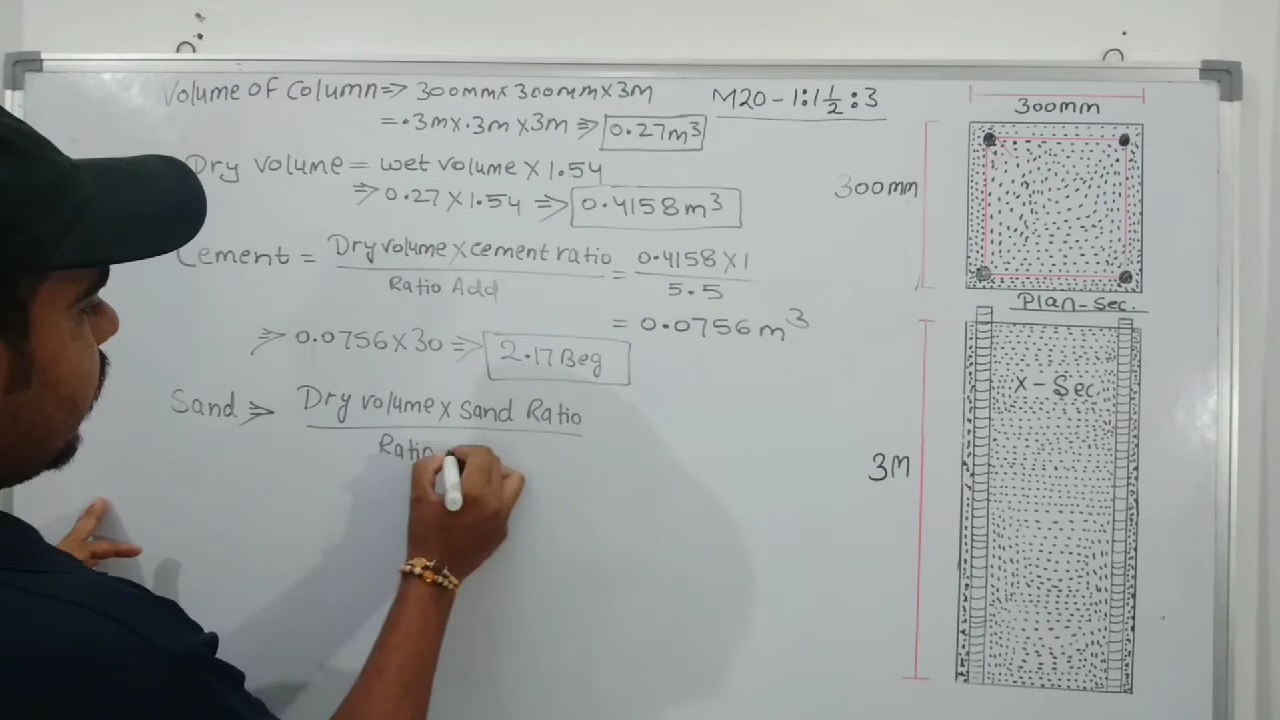 Volume of Column => 300mm x 300mm x 3M
= .3m x .3m x 3m => 0.27m³
Dry volume = wet volume x 1.54
=> 0.27 x 1.54 => 0.4158m³
Cement = Dry volume x cement ratio / Ratio Add = 0.4158 x 1 / 5.5
= 0.0756m³
=> 0.0756 x 30 => 2.17 Beg
Sand => Dry volume x Sand Ratio
Ratio
M20 - 1:1½:3
300mm
300mm
Plan-sec.
X-Sec
3M